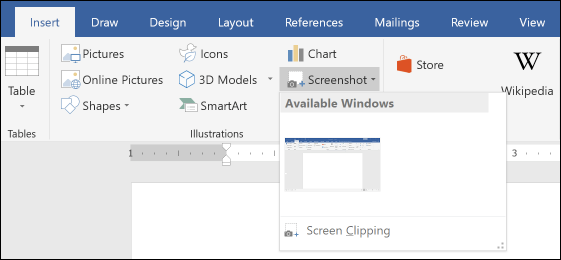 Insert Draw Design Layout References Mailings Review View
Pictures Icons Chart
Online Pictures 3D Models Screenshot Store
Table Shapes SmartArt W Wikipedia
Tables Illustrations
Available Windows
1 3
Screen Clipping